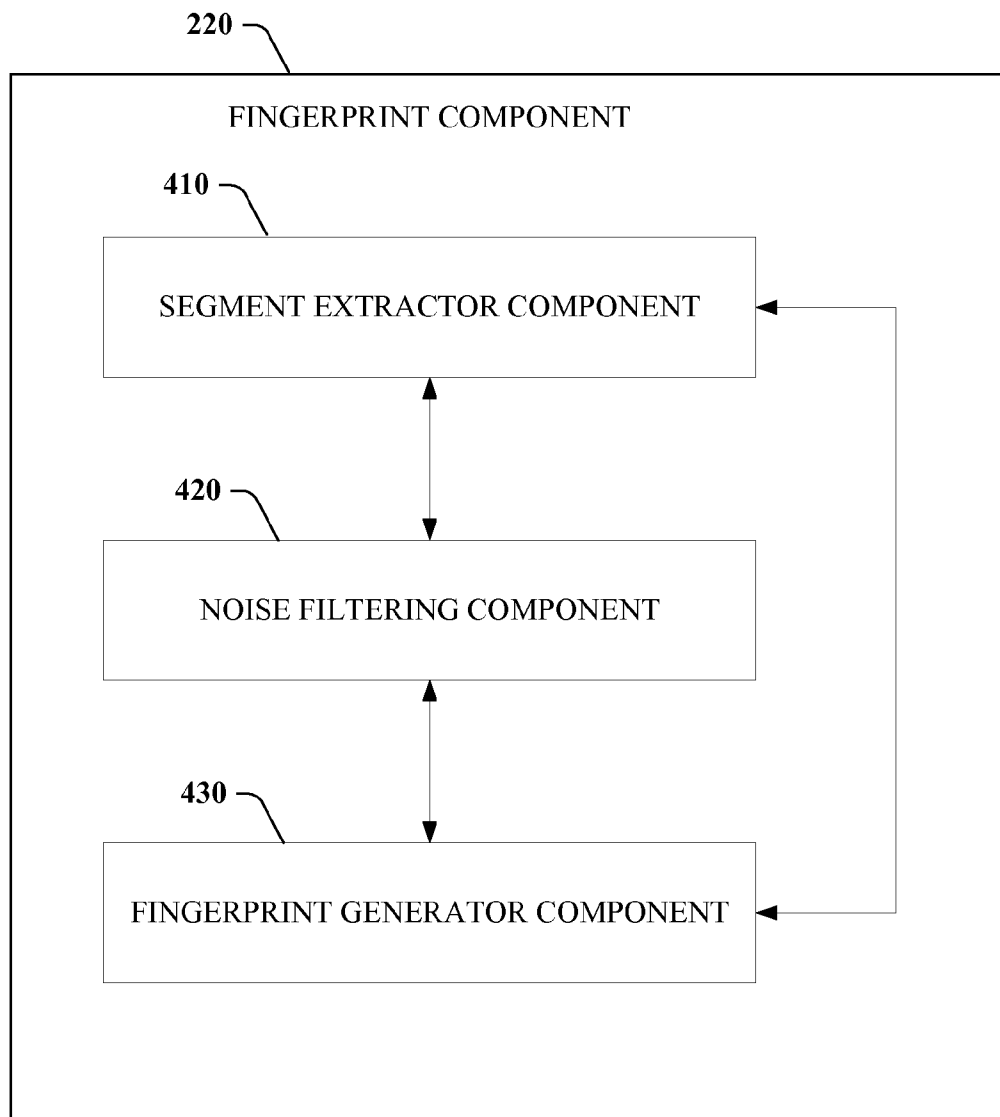 220
FINGERPRINT COMPONENT
410
SEGMENT EXTRACTOR COMPONENT
420
NOISE FILTERING COMPONENT
430
FINGERPRINT GENERATOR COMPONENT